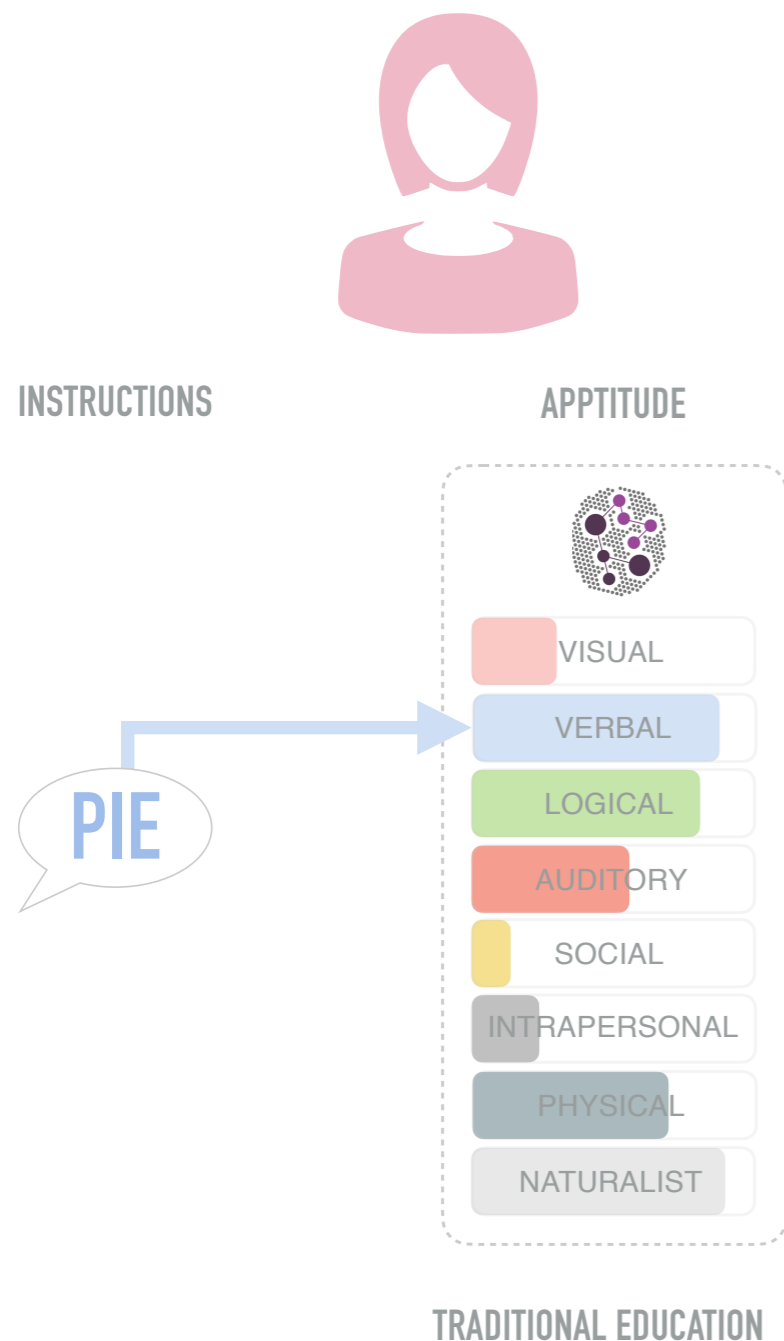 INSTRUCTIONS
APPTITUDE
VISUAL
VERBAL
PIE
LOGICAL
AUDITORY
SOCIAL
INTRAPERSONAL
PHYSICAL
NATURALIST
TRADITIONAL EDUCATION